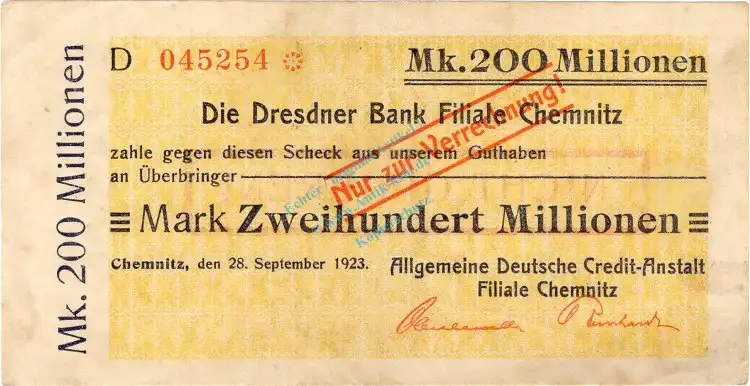 Mk. 200 Millionen
D 045254
Mk. 200 Millionen
Die Dresdner Bank Filiale Chemnitz
zahle gegen diesen Scheck aus unserem Guthaben
an Überbringer
Nur zur Verrechnung!
Mark Zweihundert Millionen
Chemnitz, den 28. September 1923.
Allgemeine Deutsche Credit-Anstalt
Filiale Chemnitz